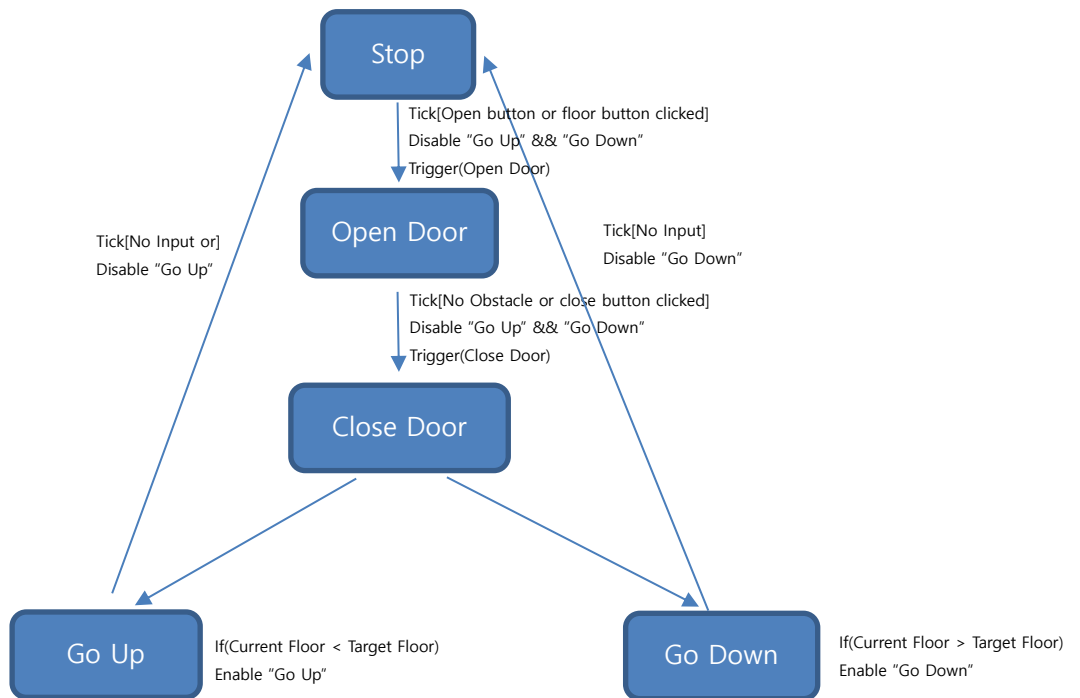 Stop
Tick[Open button or floor button clicked]
Disable "Go Up" && "Go Down"
Trigger(Open Door)
Open Door
Tick[No Input or]
Disable "Go Up"
Tick[No Input]
Disable "Go Down"
Tick[No Obstacle or close button clicked]
Disable "Go Up" && "Go Down"
Trigger(Close Door)
Close Door
Go Up
If(Current Floor < Target Floor)
Enable "Go Up"
Go Down
If(Current Floor > Target Floor)
Enable "Go Down"